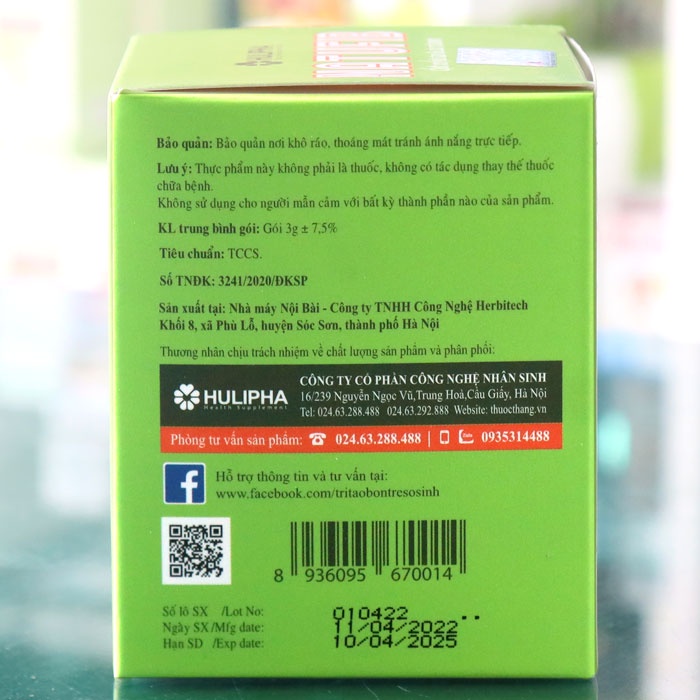 HULIPHA
Bảo quản: Bảo quản nơi khô ráo, thoáng mát tránh ánh nắng trực tiếp.
Lưu ý: Thực phẩm này không phải là thuốc, không có tác dụng thay thế thuốc
chữa bệnh.
Không sử dụng cho người mẫn cảm với bất kỳ thành phần nào của sản phẩm.
KL trung bình gói: Gói 3g ± 7,5%
Tiêu chuẩn: TCCS.
Số TNĐK: 3241/2020/ĐKSP
Sản xuất tại: Nhà máy Nội Bài - Công ty TNHH Công Nghệ Herbitech
Khối 8, xã Phù Lỗ, huyện Sóc Sơn, thành phố Hà Nội
Thương nhân chịu trách nhiệm về chất lượng sản phẩm và phân phối:
HULIPHA
Health Supplement
CÔNG TY CỔ PHẦN CÔNG NGHỆ NHÂN SINH
16/239 Nguyễn Ngọc Vũ,Trung Hoà,Cầu Giấy, Hà Nội
Tel: 024.63.288.488 024.63.292.888 Website: thuocthang.vn
Phòng tư vấn sản phẩm: 024.63.288.488 | Zalo 0935314488
f Hỗ trợ thông tin và tư vấn tại:
www.facebook.com/tritaobontresosinh
8 936095 670014
Số lô SX /Lot No: 010422 ..
Ngày SX /Mfg date: 11/04/2022
Hạn SD /Exp date: 10/04/2025